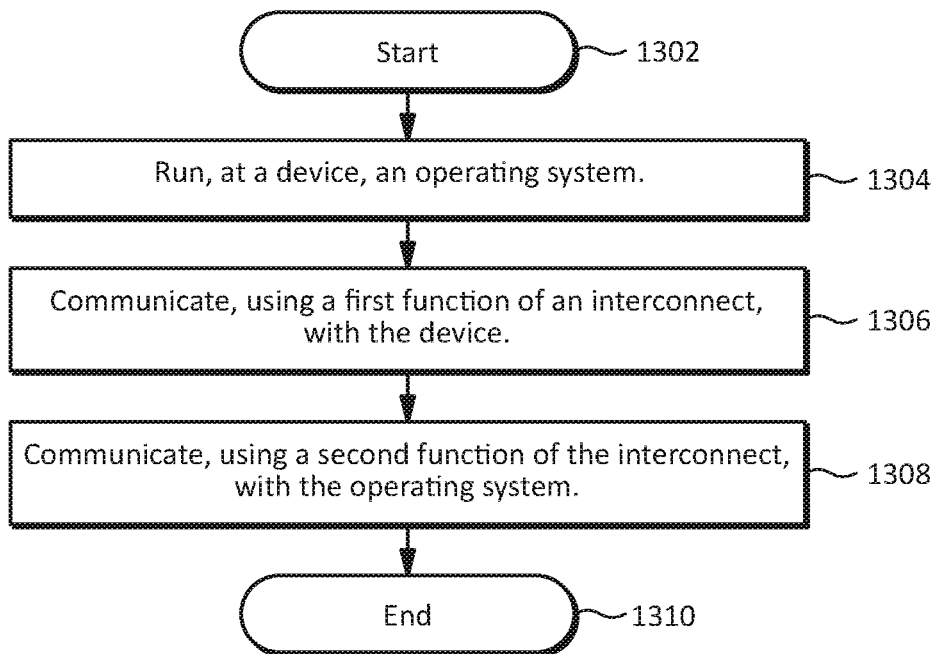 Start
1302
Run, at a device, an operating system.
1304
Communicate, using a first function of an interconnect,
with the device.
1306
Communicate, using a second function of the interconnect,
with the operating system.
1308
End
1310